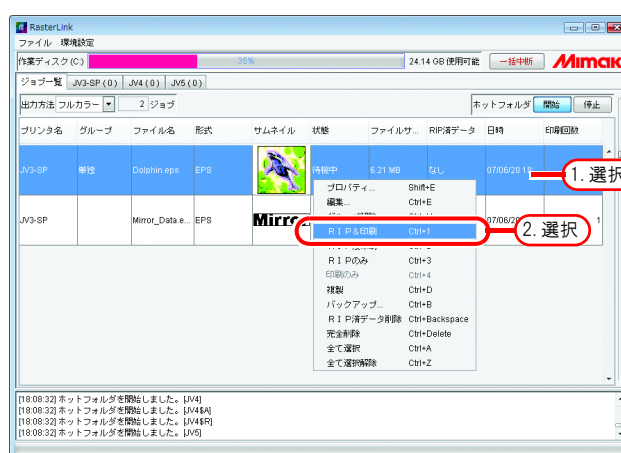 RasterLink
ファイル 環境設定
作業ディスク(C:) 35% 24.14 GB 使用可能 一括中断 Mimak
ジョブ一覧 JV3-SP ( 0 ) JV4 ( 0 ) JV5 ( 0 )
出力方法 フルカラー 2 ジョブ ホットフォルダ 開始 停止
プリンタ名 グループ ファイル名 形式 サムネイル 状態 ファイルサ... RIP済データ 日時 印刷回数
JV3-SP 単独 Dolphin.eps EPS 待機中 6.21 MB なし 07/06/20 18
1. 選択
プロパティ... Shift+E
編集... Ctrl+E
JV3-SP Mirror_Data.e... EPS Mirro 07/06/20 1
ＲＩＰ＆印刷 Ctrl+1
2. 選択
ＲＩＰのみ Ctrl+3
印刷のみ Ctrl+4
複製 Ctrl+D
バックアップ... Ctrl+B
ＲＩＰ済データ削除 Ctrl+Backspace
完全削除 Ctrl+Delete
全て選択 Ctrl+A
全て選択解除 Ctrl+Z
[18:08:32] ホットフォルダを開始しました。[JV4]
[18:08:32] ホットフォルダを開始しました。[JV4$A]
[18:08:32] ホットフォルダを開始しました。[JV4$R]
[18:08:32] ホットフォルダを開始しました。[JV5]